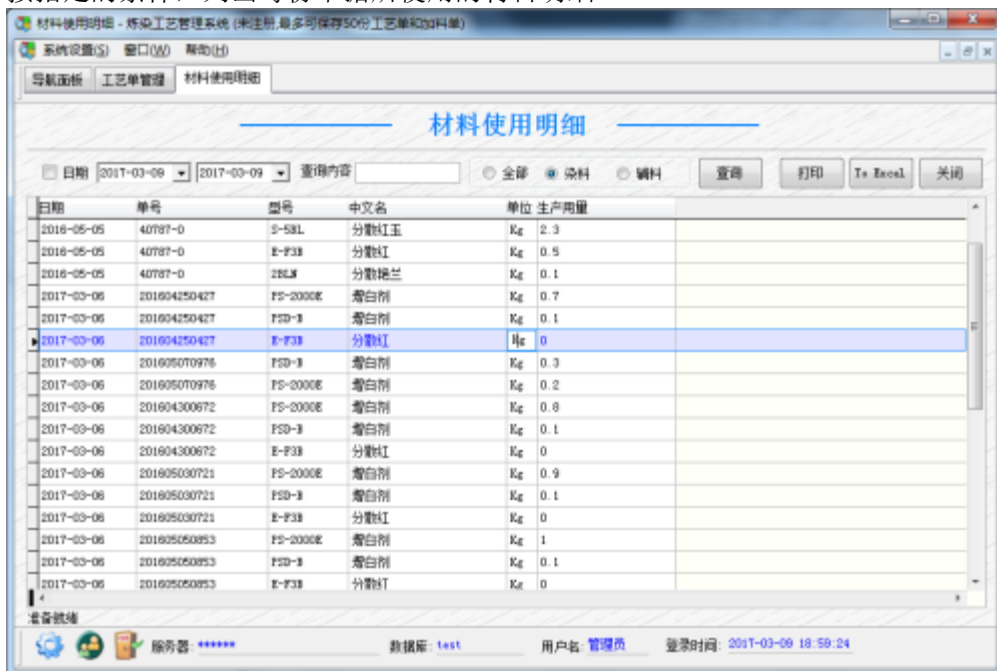 材料使用明细 - 炼染工艺管理系统 (未注册,最多可保存50份工艺单和加料单)
系统设置(S) 窗口(W) 帮助(H)
导航面板 工艺单管理 材料使用明细
材料使用明细
日期 2017-03-09 2017-03-09 查询内容 全部 染料 辅料 查询 打印 To Excel 关闭
日期 单号 型号 中文名 单位 生产用量
2016-05-05 40787-0 S-5BL 分散红玉 Kg 2.3
2016-05-05 40787-0 E-F3B 分散红 Kg 0.5
2016-05-05 40787-0 2BLN 分散艳兰 Kg 0.1
2017-03-06 201604250427 PS-2000E 增白剂 Kg 0.7
2017-03-06 201604250427 PSD-B 增白剂 Kg 0.1
2017-03-06 201604250427 E-F3B 分散红 Kg 0
2017-03-06 201605070976 PSD-B 增白剂 Kg 0.3
2017-03-06 201605070976 PS-2000E 增白剂 Kg 0.2
2017-03-06 201604300672 PS-2000E 增白剂 Kg 0.8
2017-03-06 201604300672 PSD-B 增白剂 Kg 0.1
2017-03-06 201604300672 E-F3B 分散红 Kg 0
2017-03-06 201605030721 PS-2000E 增白剂 Kg 0.9
2017-03-06 201605030721 PSD-B 增白剂 Kg 0.1
2017-03-06 201605030721 E-F3B 分散红 Kg 0
2017-03-06 201605050853 PS-2000E 增白剂 Kg 1
2017-03-06 201605050853 PSD-B 增白剂 Kg 0.1
2017-03-06 201605050853 E-F3B 分散红 Kg 0
准备就绪
服务器: ****** 数据库: test 用户名: 管理员 登录时间: 2017-03-09 18:59:24